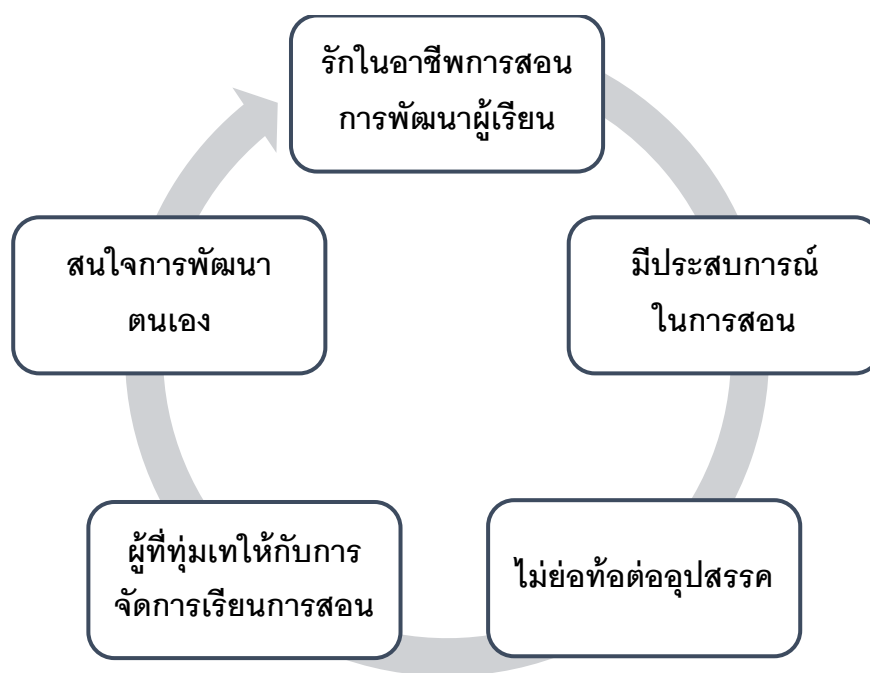 รักในอาชีพการสอน
การพัฒนาผู้เรียน
มีประสบการณ์
ในการสอน
ไม่ย่อท้อต่ออุปสรรค
ผู้ที่ทุ่มเทให้กับการ
จัดการเรียนการสอน
สนใจการพัฒนา
ตนเอง